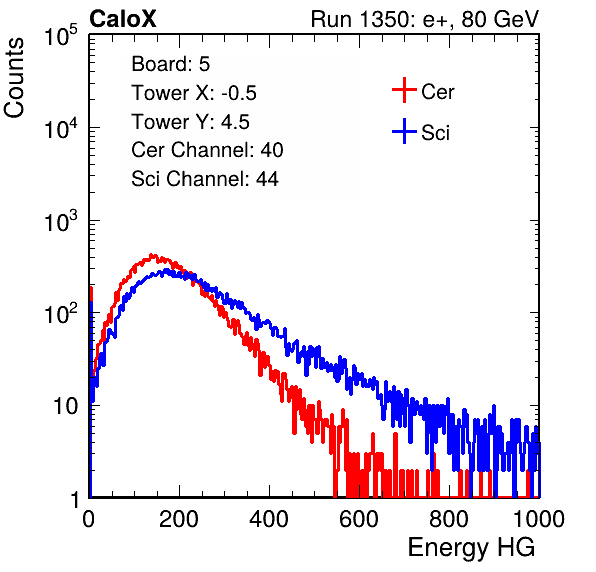 CaloX Run 1350: e+, 80 GeV
Counts
Board: 5
Tower X: -0.5
Tower Y: 4.5
Cer Channel: 40
Sci Channel: 44
Cer
Sci
10^5
10^4
10^3
10^2
10
1
0 200 400 600 800 1000
Energy HG